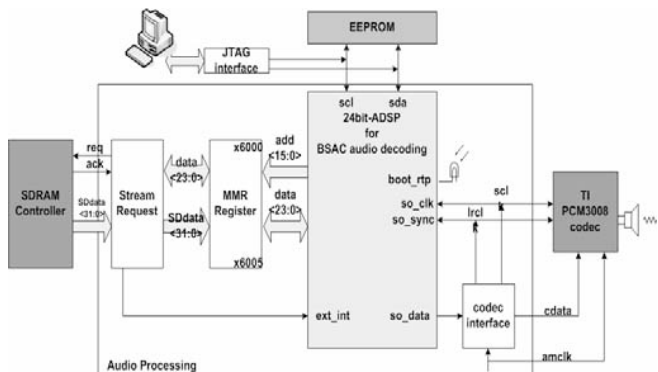 EEPROM
JTAG
interface
scl
sda
24bit-ADSP
for
BSAC audio decoding
req
ack
SDRAM
Controller
SDdata
<31:0>
Stream
Request
data
<23:0>
SDdata
<31:0>
x6000
MMR
Register
x6005
add
<15:0>
data
<23:0>
boot_rtp
so_clk
so_sync
scl
lrcl
TI
PCM3008
codec
ext_int
so_data
codec
interface
cdata
amclk
Audio Processing